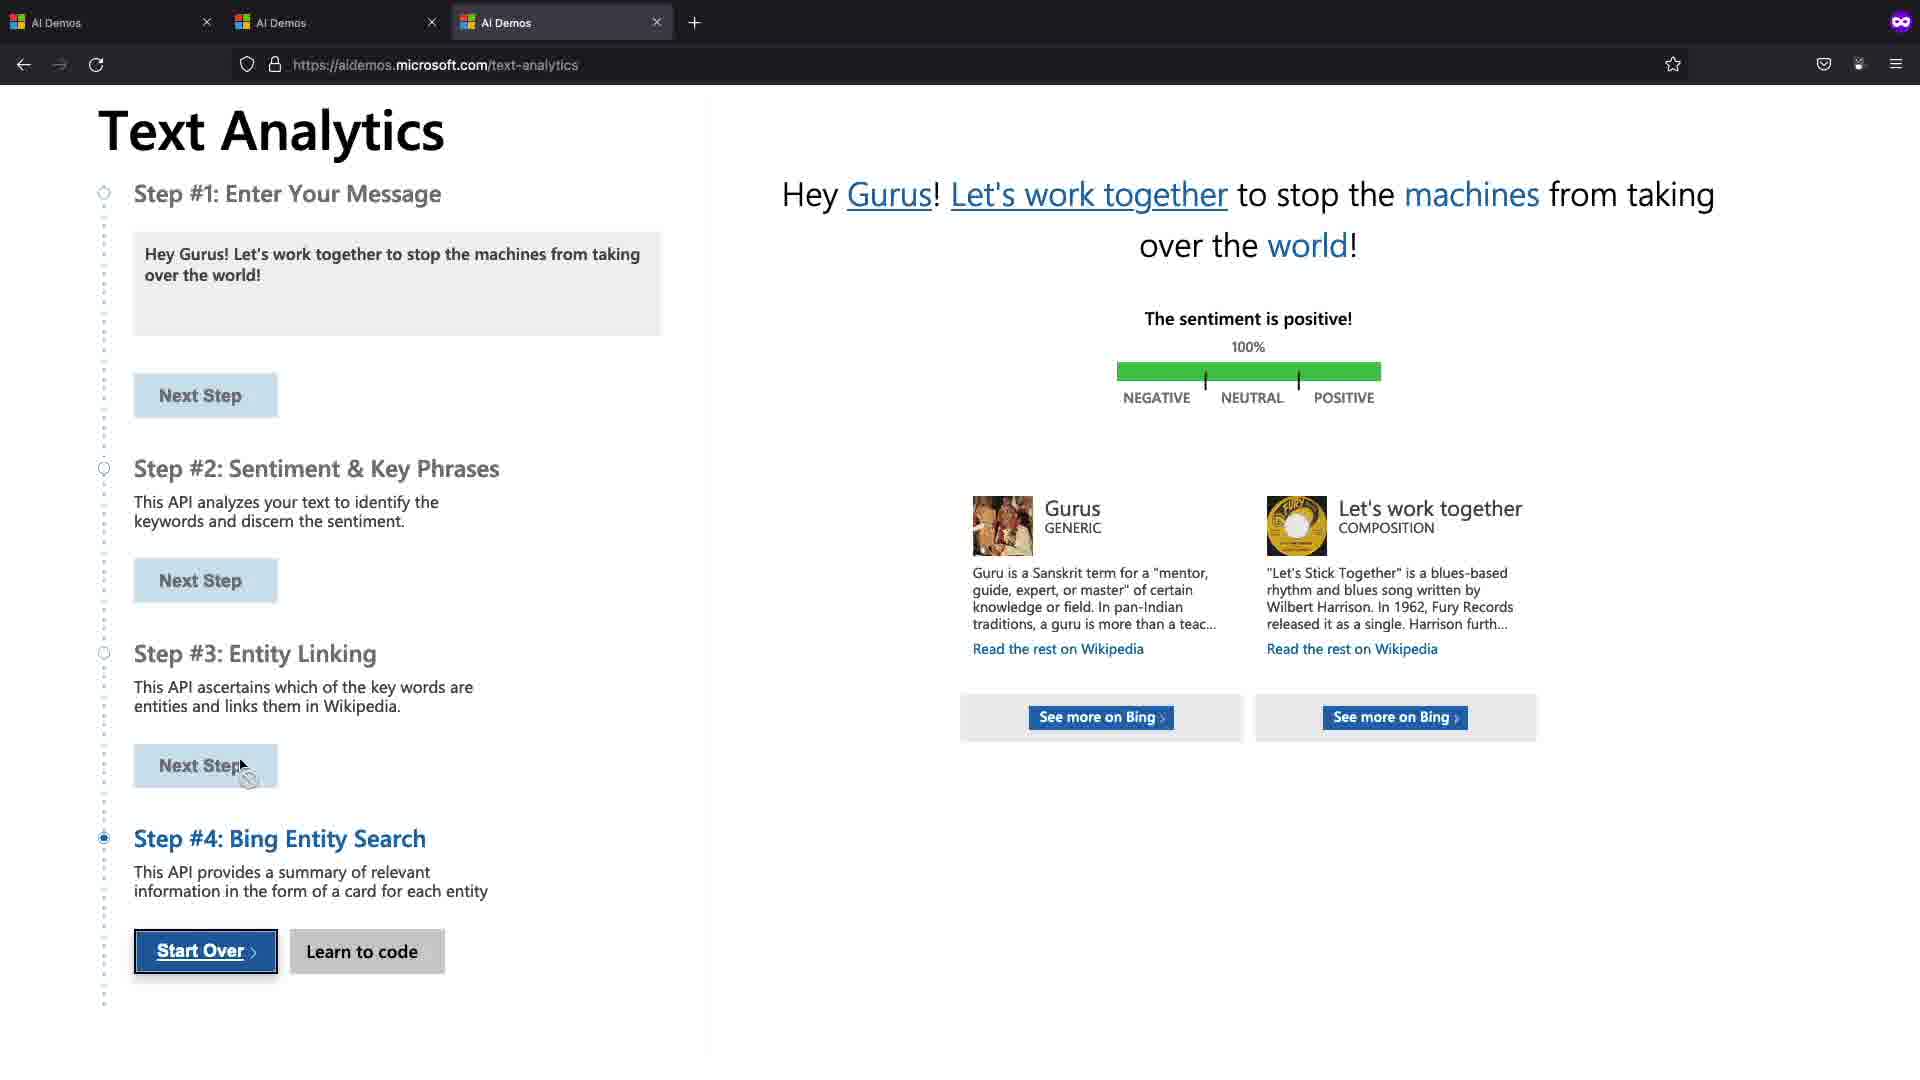 AI Demos
AI Demos
AI Demos
https://aidemos.microsoft.com/text-analytics
Text Analytics
Step #1: Enter Your Message
Hey Gurus! Let's work together to stop the machines from taking
over the world!
Next Step
Step #2: Sentiment & Key Phrases
This API analyzes your text to identify the
keywords and discern the sentiment.
Next Step
Step #3: Entity Linking
This API ascertains which of the key words are
entities and links them in Wikipedia.
Next Step
Step #4: Bing Entity Search
This API provides a summary of relevant
information in the form of a card for each entity
Start Over
Learn to code
Hey Gurus! Let's work together to stop the machines from taking
over the world!
The sentiment is positive!
100%
NEGATIVE NEUTRAL POSITIVE
Gurus
GENERIC
Guru is a Sanskrit term for a "mentor,
guide, expert, or master" of certain
knowledge or field. In pan-Indian
traditions, a guru is more than a teac...
Read the rest on Wikipedia
See more on Bing
Let's work together
COMPOSITION
"Let's Stick Together" is a blues-based
rhythm and blues song written by
Wilbert Harrison. In 1962, Fury Records
released it as a single. Harrison furth...
Read the rest on Wikipedia
See more on Bing